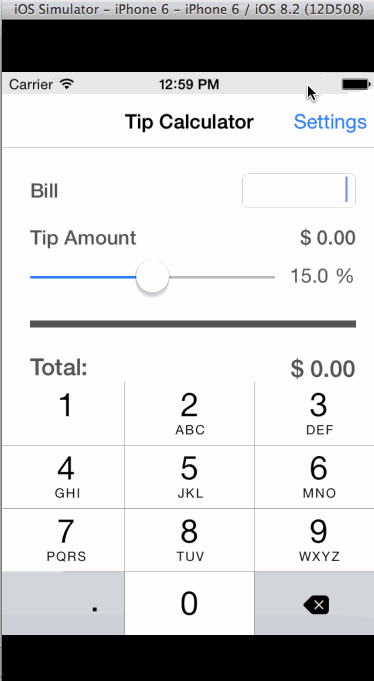 iOS Simulator - iPhone 6 - iPhone 6 / iOS 8.2 (12D508)
Carrier 12:59 PM
Tip Calculator Settings
Bill
Tip Amount $ 0.00
15.0 %
Total: $ 0.00
1 2 3
ABC DEF
4 5 6
GHI JKL MNO
7 8 9
PQRS TUV WXYZ
. 0